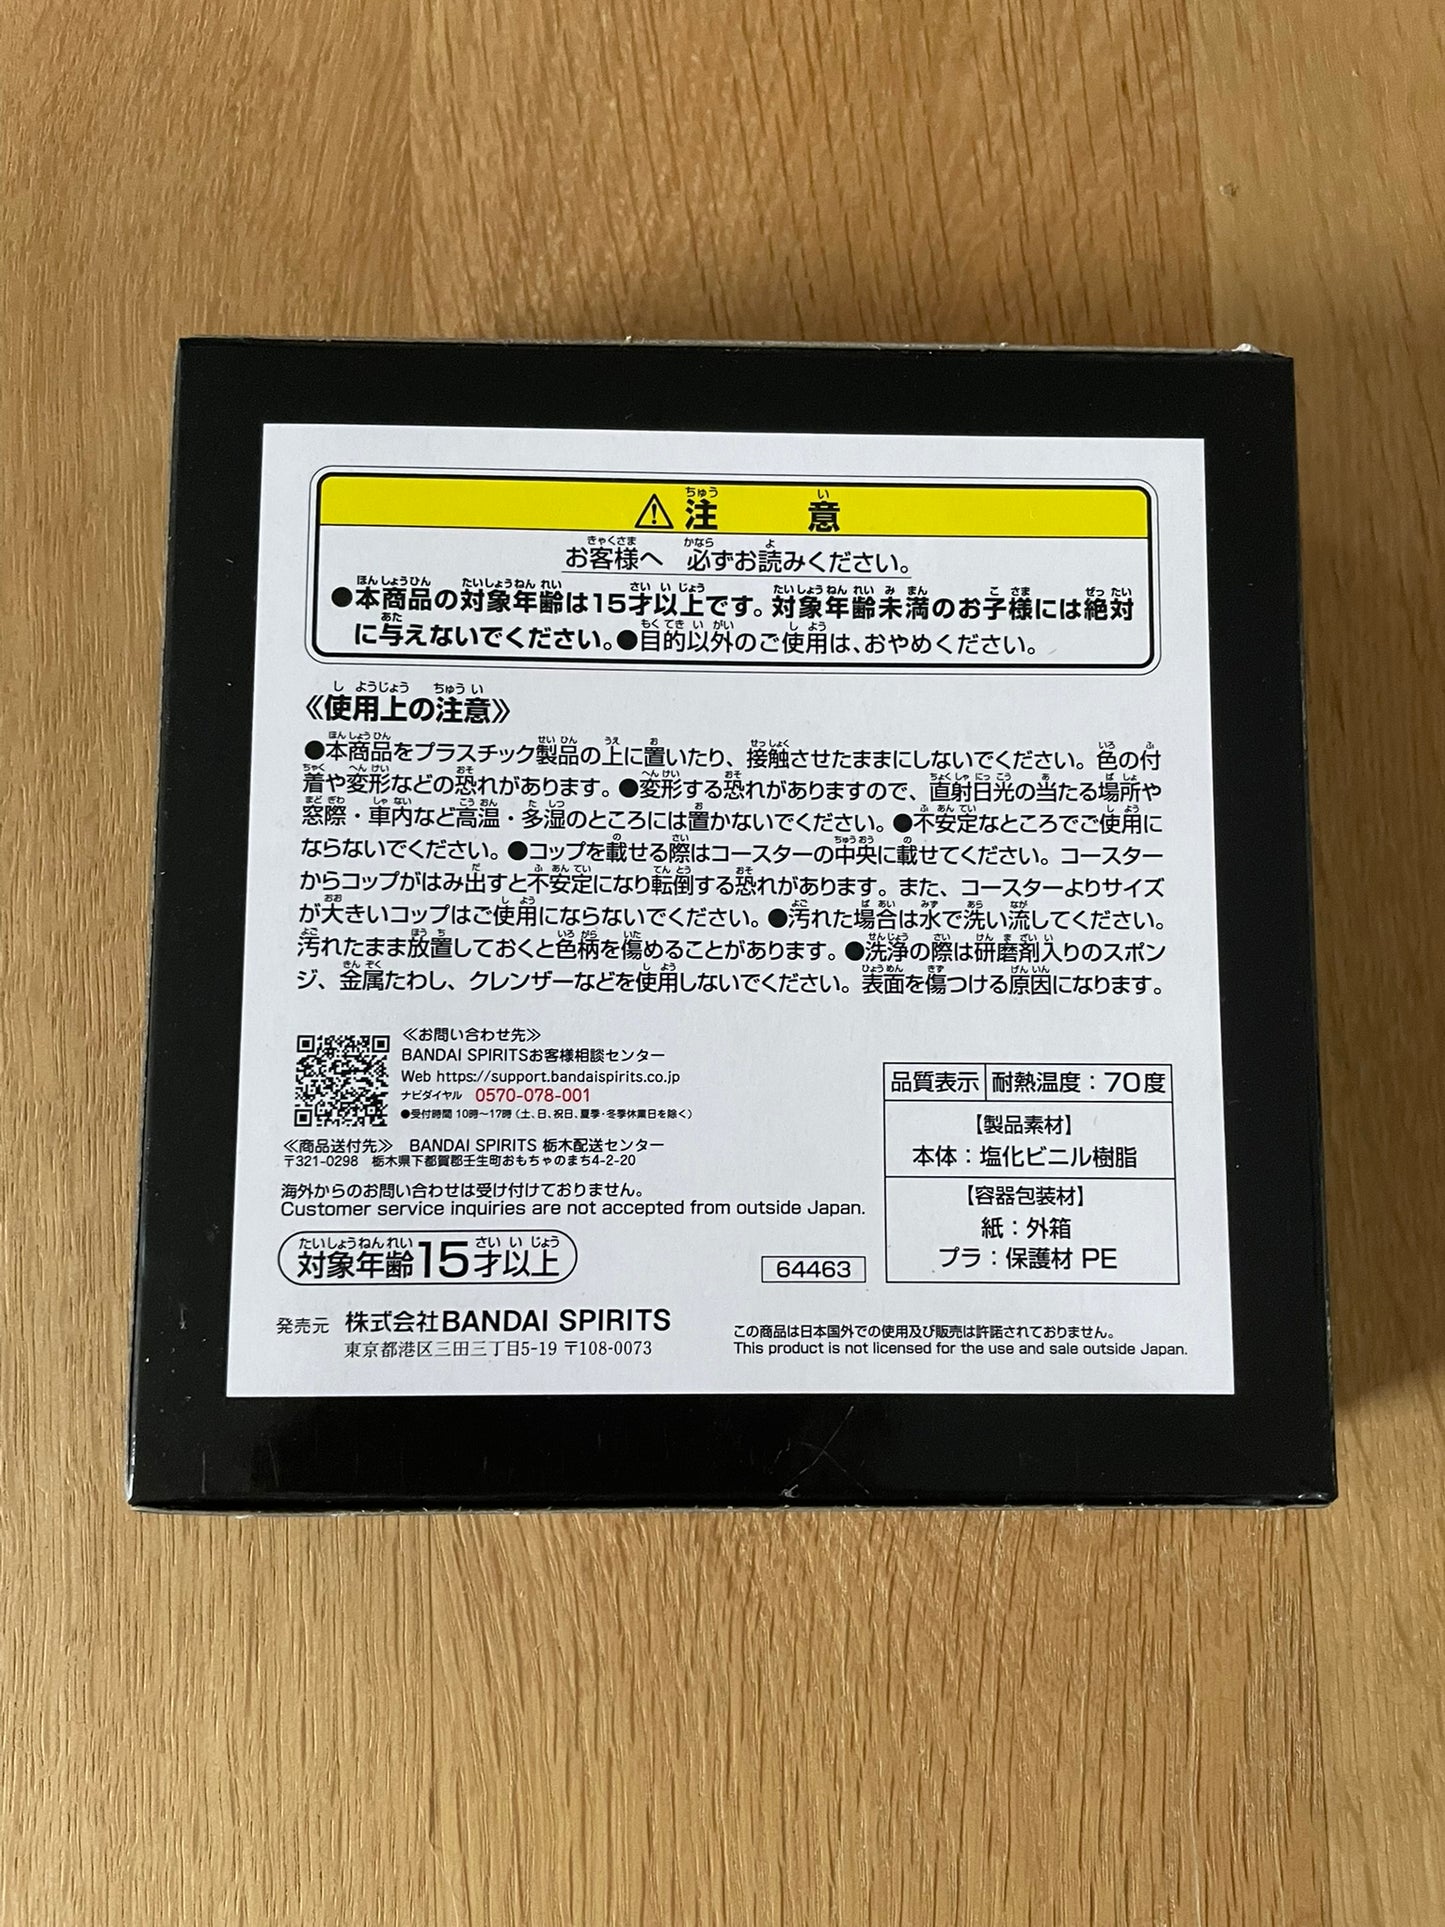 ⚠注意
お客様へ 必ずお読みください。
●本商品の対象年齢は15才以上です。対象年齢未満のお子様には絶対
に与えないでください。●目的以外のご使用は、おやめください。
《使用上の注意》
●本商品をプラスチック製品の上に置いたり、接触させたままにしないでください。色の付
着や変形などの恐れがあります。●変形する恐れがありますので、直射日光の当たる場所や
窓際・車内など高温・多湿のところには置かないでください。●不安定なところでご使用に
ならないでください。●コップを載せる際はコースターの中央に載せてください。コースター
からコップがはみ出すと不安定になり転倒する恐れがあります。また、コースターよりサイズ
が大きいコップはご使用にならないでください。●汚れた場合は水で洗い流してください。
汚れたまま放置しておくと色柄を傷めることがあります。●洗浄の際は研磨剤入りのスポン
ジ、金属たわし、クレンザーなどを使用しないでください。表面を傷つける原因になります。
≪お問い合わせ先≫
BANDAI SPIRITSお客様相談センター
Web https://support.bandaispirits.co.jp
ナビダイヤル 0570-078-001
●受付時間 10時〜17時(土、日、祝日、夏季・冬季休業日を除く)
≪商品送付先≫ BANDAI SPIRITS 栃木配送センター
〒321-0298 栃木県下都賀郡壬生町おもちゃのまち4-2-20
海外からのお問い合わせは受け付けておりません。
Customer service inquiries are not accepted from outside Japan.
対象年齢15才以上
64463
発売元 株式会社BANDAI SPIRITS
東京都港区三田三丁目5-19 〒108-0073
品質表示 耐熱温度:70度
【製品素材】
本体:塩化ビニル樹脂
【容器包装材】
紙:外箱
プラ:保護材 PE
この商品は日本国外での使用及び販売は許諾されておりません。
This product is not licensed for the use and sale outside Japan.